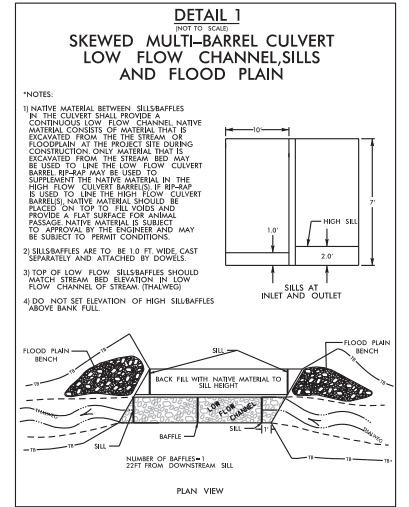 DETAIL 1
(NOT TO SCALE)
SKEWED MULTI-BARREL CULVERT
LOW FLOW CHANNEL,SILLS
AND FLOOD PLAIN
*NOTES:
1) NATIVE MATERIAL BETWEEN SILLS/BAFFLES
IN THE CULVERT SHALL PROVIDE A
CONTINUOUS LOW FLOW CHANNEL. NATIVE
MATERIAL CONSISTS OF MATERIAL THAT IS
EXCAVATED FROM THE THE STREAM OR
FLOODPLAIN AT THE PROJECT SITE DURING
CONSTRUCTION. ONLY MATERIAL THAT IS
EXCAVATED FROM THE STREAM BED MAY
BE USED TO LINE THE LOW FLOW CULVERT
BARREL. RIP-RAP MAY BE USED TO
SUPPLEMENT THE NATIVE MATERIAL IN THE
HIGH FLOW CULVERT BARREL(S). IF RIP-RAP
IS USED TO LINE THE HIGH FLOW CULVERT
BARREL(S), NATIVE MATERIAL SHOULD BE
PLACED ON TOP TO FILL VOIDS AND
PROVIDE A FLAT SURFACE FOR ANIMAL
PASSAGE. NATIVE MATERIAL IS SUBJECT
TO APPROVAL BY THE ENGINEER AND MAY
BE SUBJECT TO PERMIT CONDITIONS.
2) SILLS/BAFFLES ARE TO BE 1.0 FT. WIDE, CAST
SEPARATELY AND ATTACHED BY DOWELS.
3) TOP OF LOW FLOW SILLS/BAFFLES SHOULD
MATCH STREAM BED ELEVATION IN LOW
FLOW CHANNEL OF STREAM. (THALWEG)
4) DO NOT SET ELEVATION OF HIGH SILL/BAFFLES
ABOVE BANK FULL.
10'
7'
HIGH SILL
1.0'
2.0'
SILLS AT
INLET AND OUTLET
FLOOD PLAIN
BENCH
TB
SILL
FLOOD PLAIN
BENCH
TB
TB
TB
BACK FILL WITH NATIVE MATERIAL TO
SILL HEIGHT
THALWEG
LOW
FLOW
CHANNEL
THALWEG
TB
TB
SILL
BAFFLE
SILL
1'
TB
TB
TB
NUMBER OF BAFFLES=1
22FT FROM DOWNSTREAM SILL
PLAN VIEW